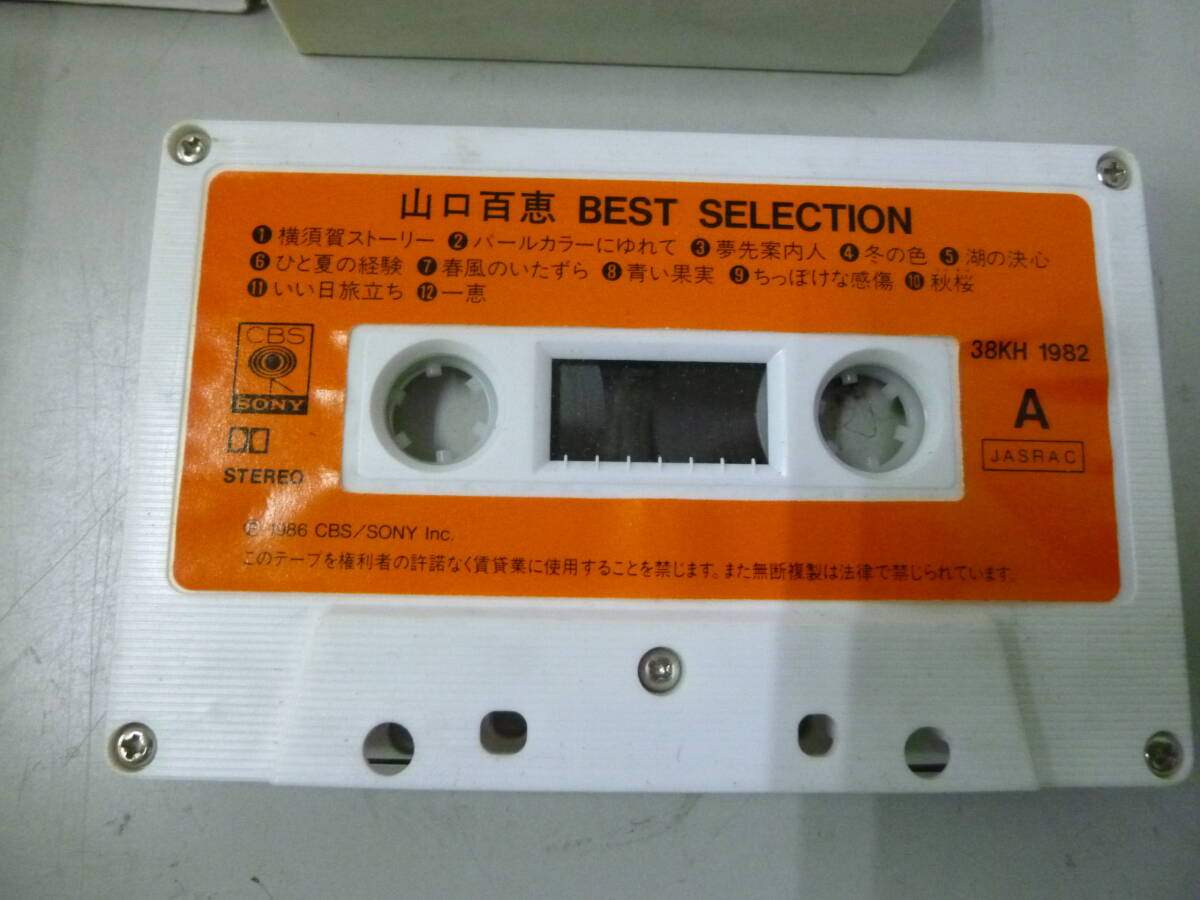 山口百恵 BEST SELECTION
❶ 横須賀ストーリー ❷ パールカラーにゆれて ❸ 夢先案内人 ❹ 冬の色 ❺ 湖の決心
❻ ひと夏の経験 ❼ 春風のいたずら ❽ 青い果実 ❾ ちっぽけな感傷 ❿ 秋桜
⓫ いい日旅立ち ⓬ 一恵
CBS
SONY
STEREO
38KH 1982
A
JASRAC
Ⓟ 1986 CBS/SONY Inc.
このテープを権利者の許諾なく賃貸業に使用することを禁じます。また無断複製は法律で禁じられています。